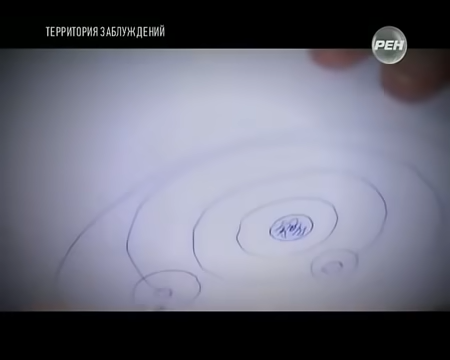 ТЕРРИТОРИЯ ЗАБЛУЖДЕНИЙ
РЕН